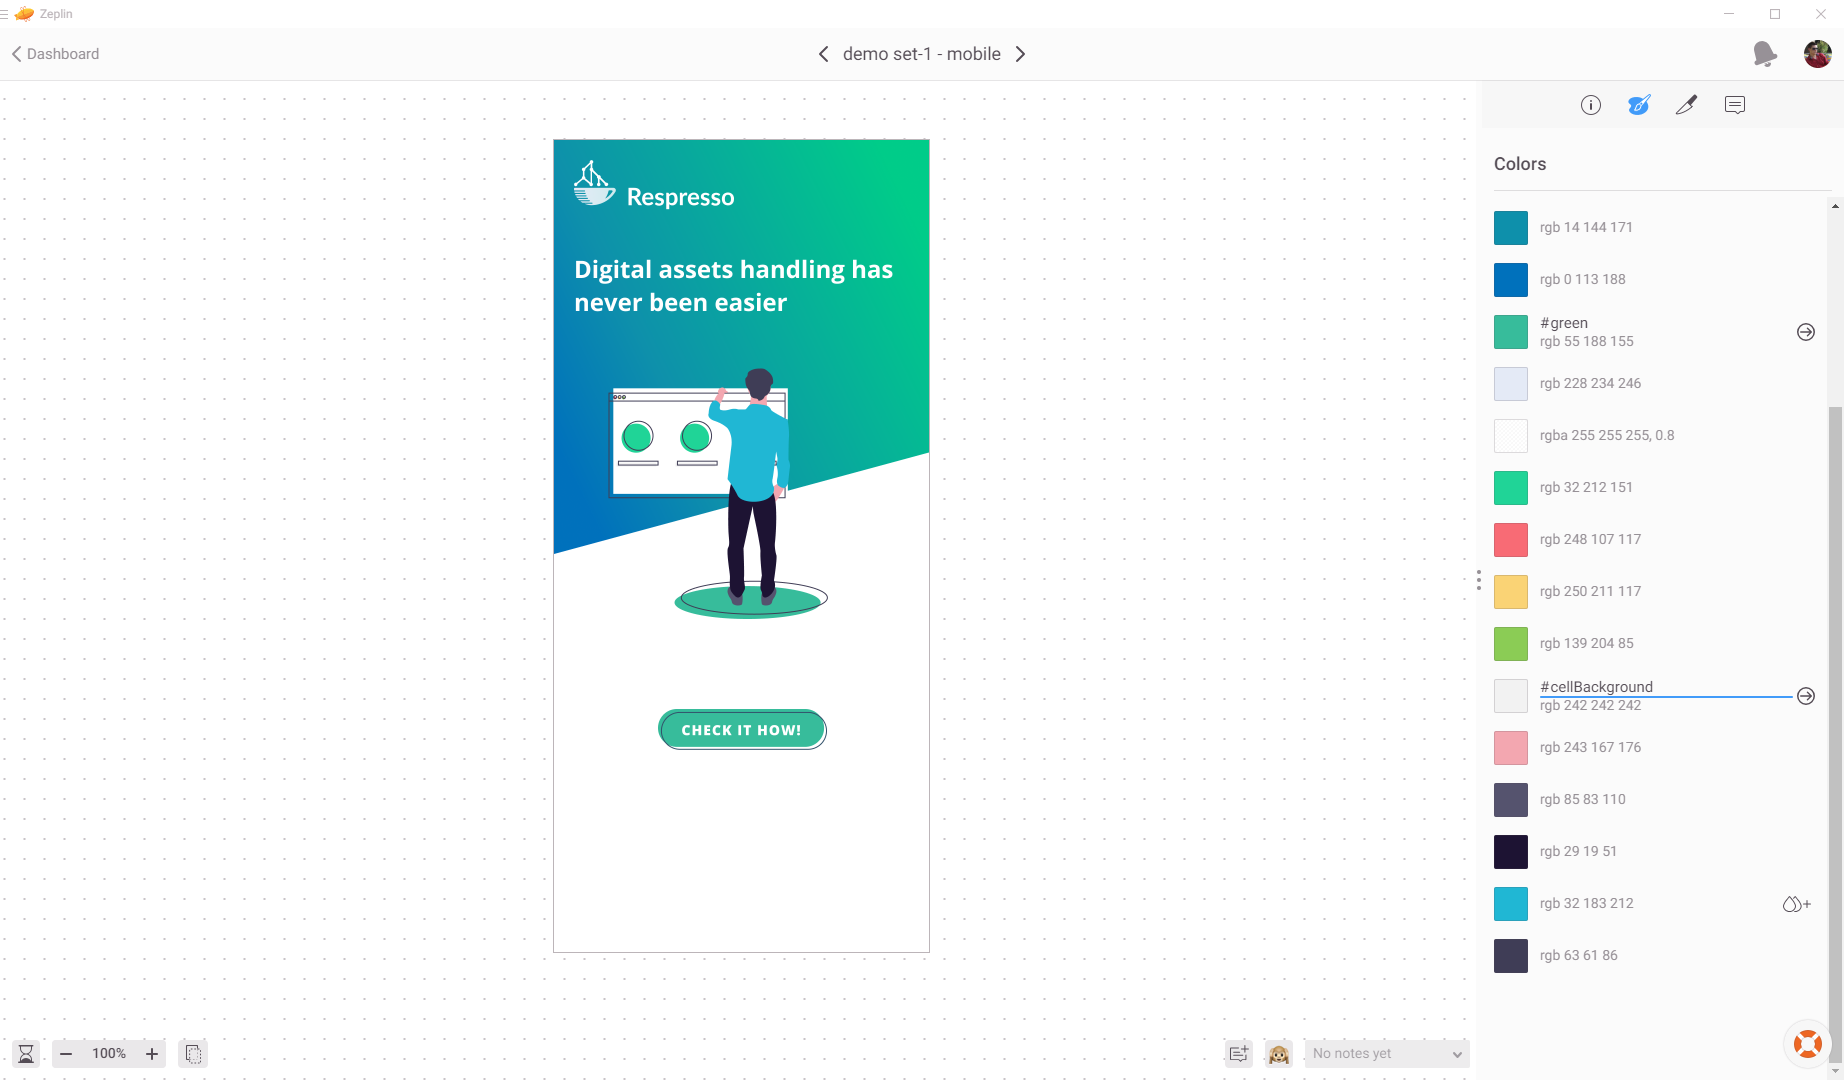 Zeplin
Dashboard
demo set-1 - mobile
Respresso
Digital assets handling has
never been easier
CHECK IT HOW!
Colors
rgb 14 144 171
rgb 0 113 188
#green
rgb 55 188 155
rgb 228 234 246
rgba 255 255 255, 0.8
rgb 32 212 151
rgb 248 107 117
rgb 250 211 117
rgb 139 204 85
#cellBackground
rgb 242 242 242
rgb 243 167 176
rgb 85 83 110
rgb 29 19 51
rgb 32 183 212
rgb 63 61 86
100%
No notes yet